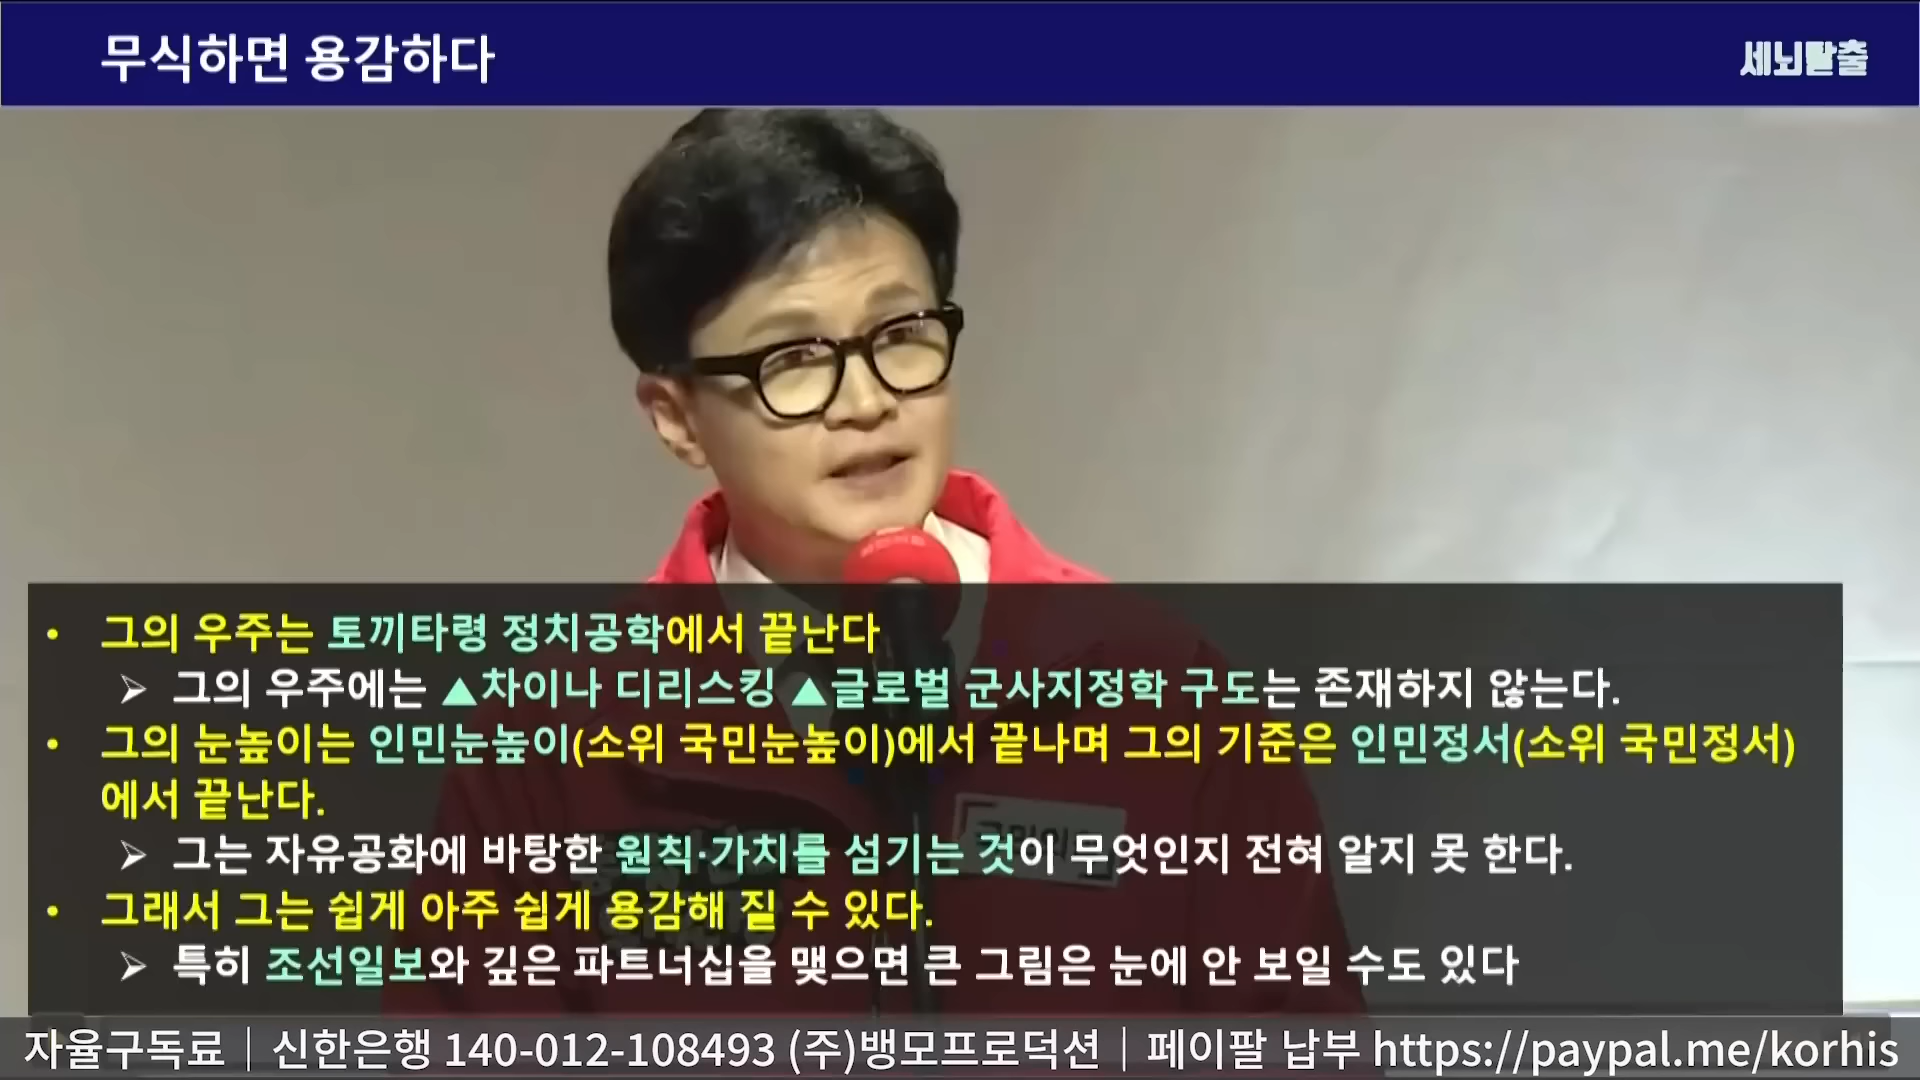 무식하면 용감하다
세뇌탈출
• 그의 우주는 토끼타령 정치공학에서 끝난다
➢ 그의 우주에는 ▲차이나 디리스킹 ▲글로벌 군사지정학 구도는 존재하지 않는다.
• 그의 눈높이는 인민눈높이(소위 국민눈높이)에서 끝나며 그의 기준은 인민정서(소위 국민정서)
에서 끝난다.
➢ 그는 자유공화에 바탕한 원칙·가치를 섬기는 것이 무엇인지 전혀 알지 못 한다.
• 그래서 그는 쉽게 아주 쉽게 용감해 질 수 있다.
➢ 특히 조선일보와 깊은 파트너십을 맺으면 큰 그림은 눈에 안 보일 수도 있다
자율구독료｜신한은행 140-012-108493 (주)뱅모프로덕션｜페이팔 납부 https://paypal.me/korhis